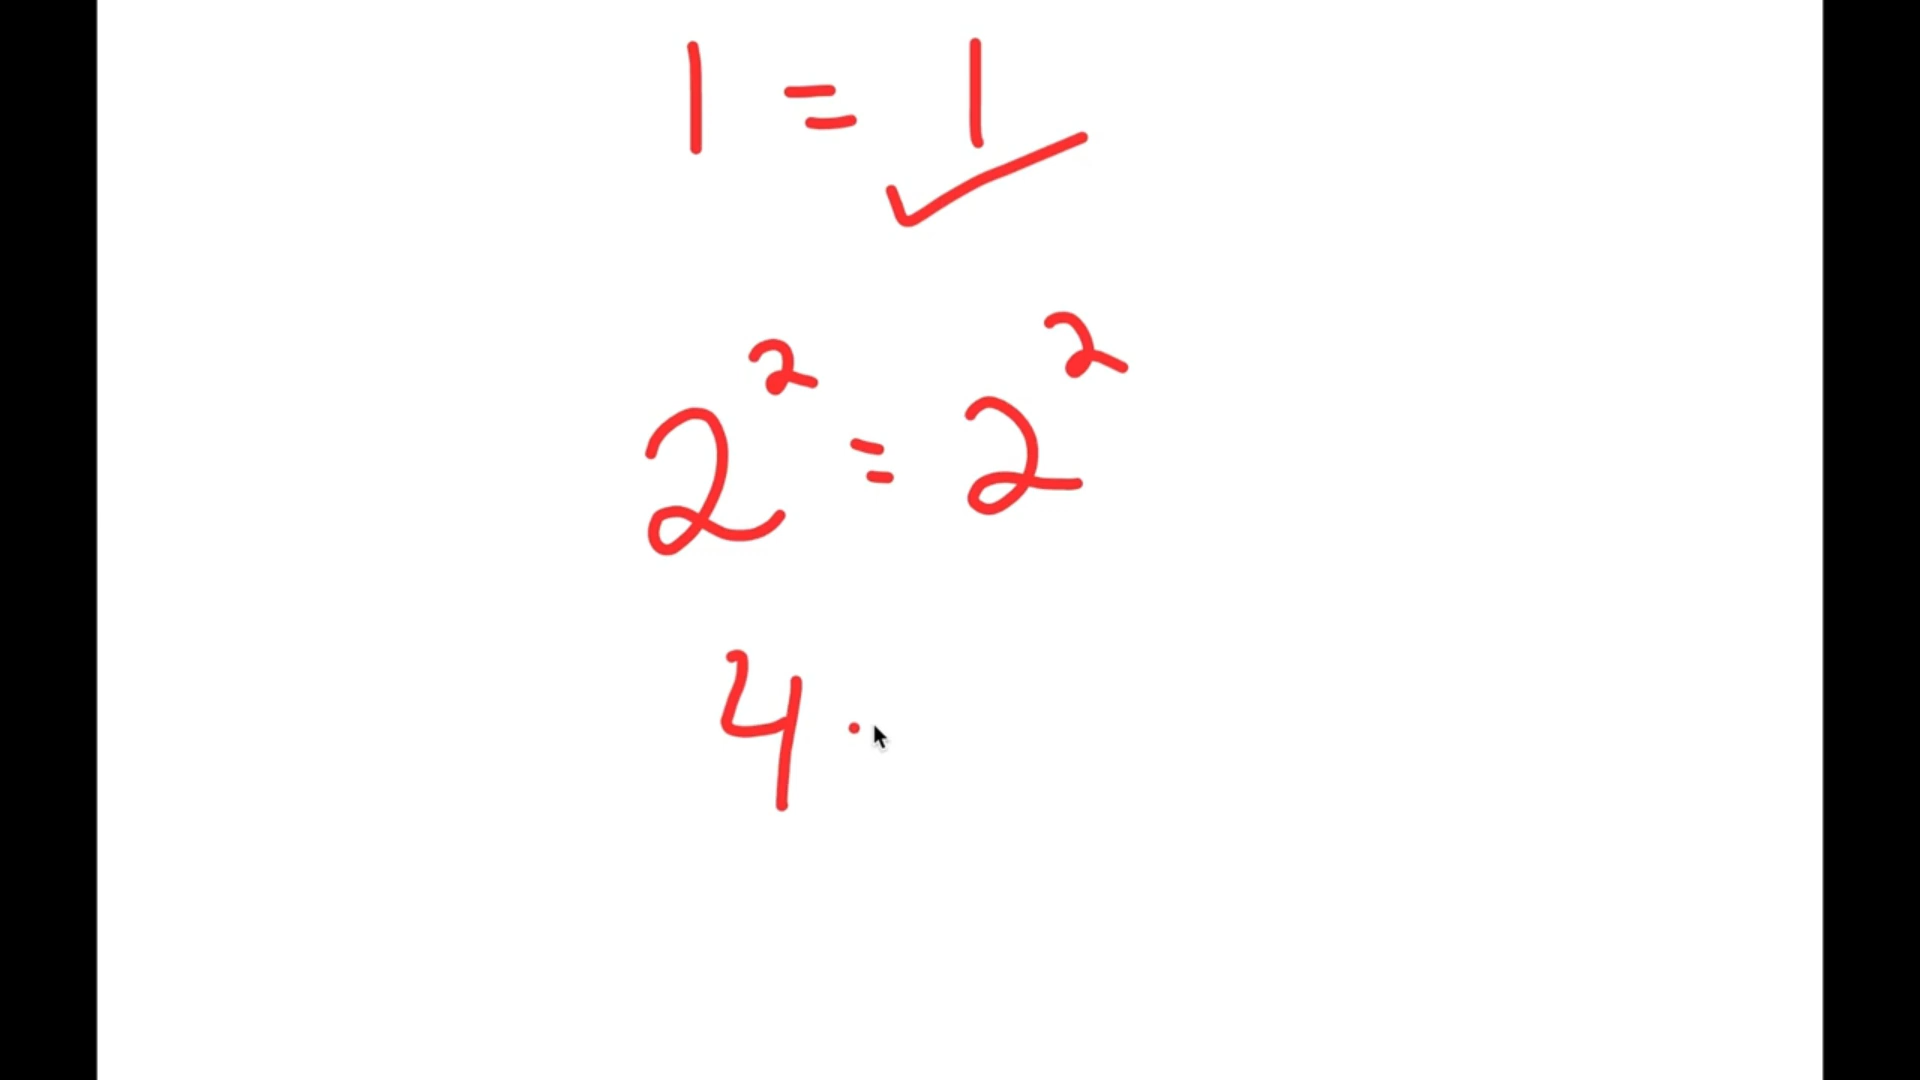 1 = 1 ✓
2² = 2²
4 ·